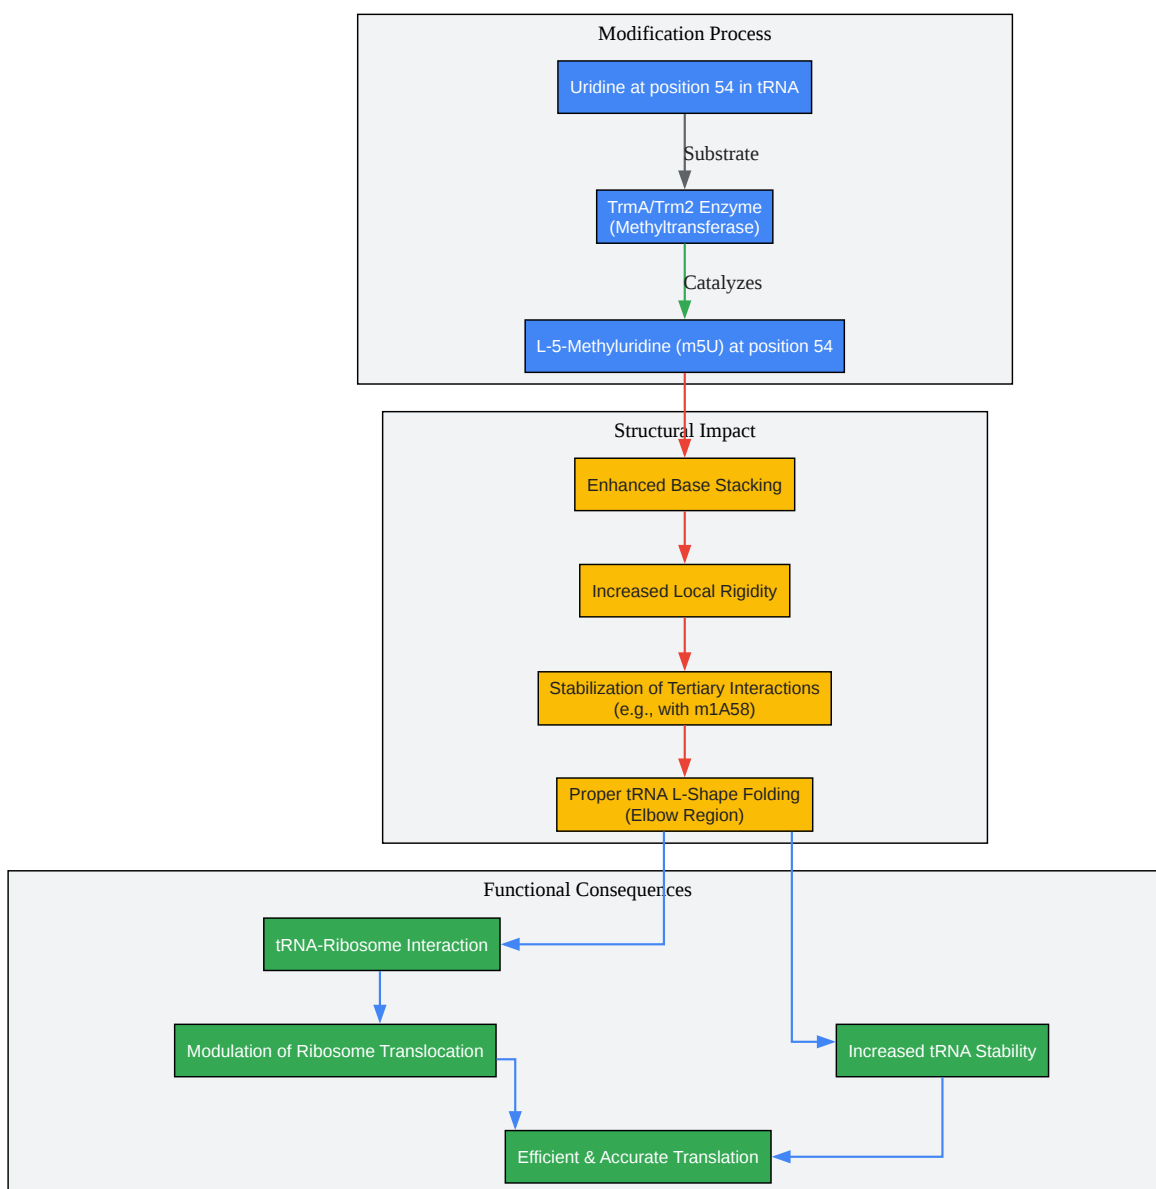 Modification Process
Uridine at position 54 in tRNA
Substrate
TrmA/Trm2 Enzyme
(Methyltransferase)
Catalyzes
L-5-Methyluridine (m5U) at position 54
Structural Impact
Enhanced Base Stacking
Increased Local Rigidity
Stabilization of Tertiary Interactions
(e.g., with m1A58)
Proper tRNA L-Shape Folding
(Elbow Region)
Functional Consequences
tRNA-Ribosome Interaction
Modulation of Ribosome Translocation
Increased tRNA Stability
Efficient & Accurate Translation